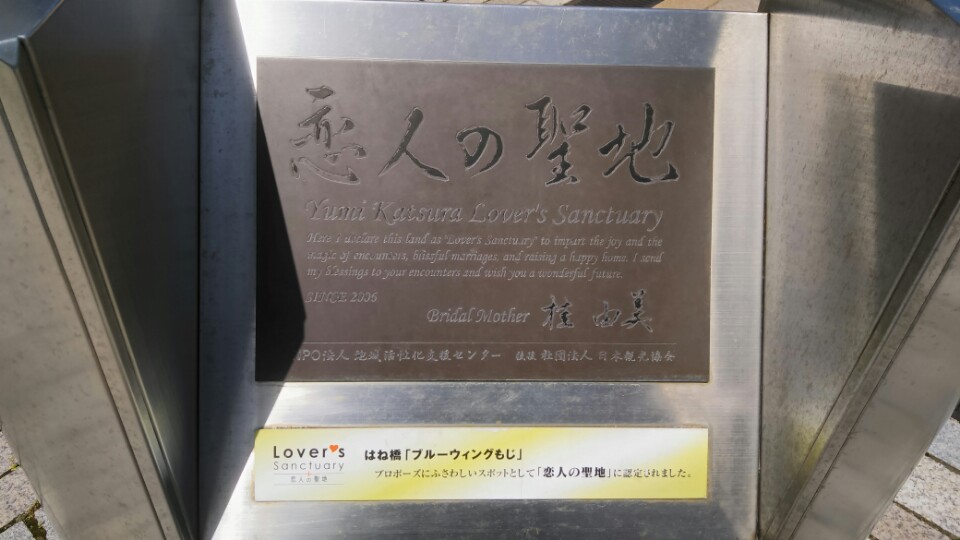 恋人の聖地
Yumi Katsura Lover's Sanctuary
Here I declare this land as "Lover's Sanctuary" to impart the joy and the
magic of encounters, blissful marriages, and raising a happy home. I send
my blessings to your encounters and wish you a wonderful future.
SINCE 2006
Bridal Mother 桂 由美
NPO法人 地域活性化支援センター 後援 社団法人 日本観光協会
Lover's
Sanctuary
恋人の聖地
はね橋「ブルーウィングもじ」
プロポーズにふさわしいスポットとして「恋人の聖地」に認定されました。